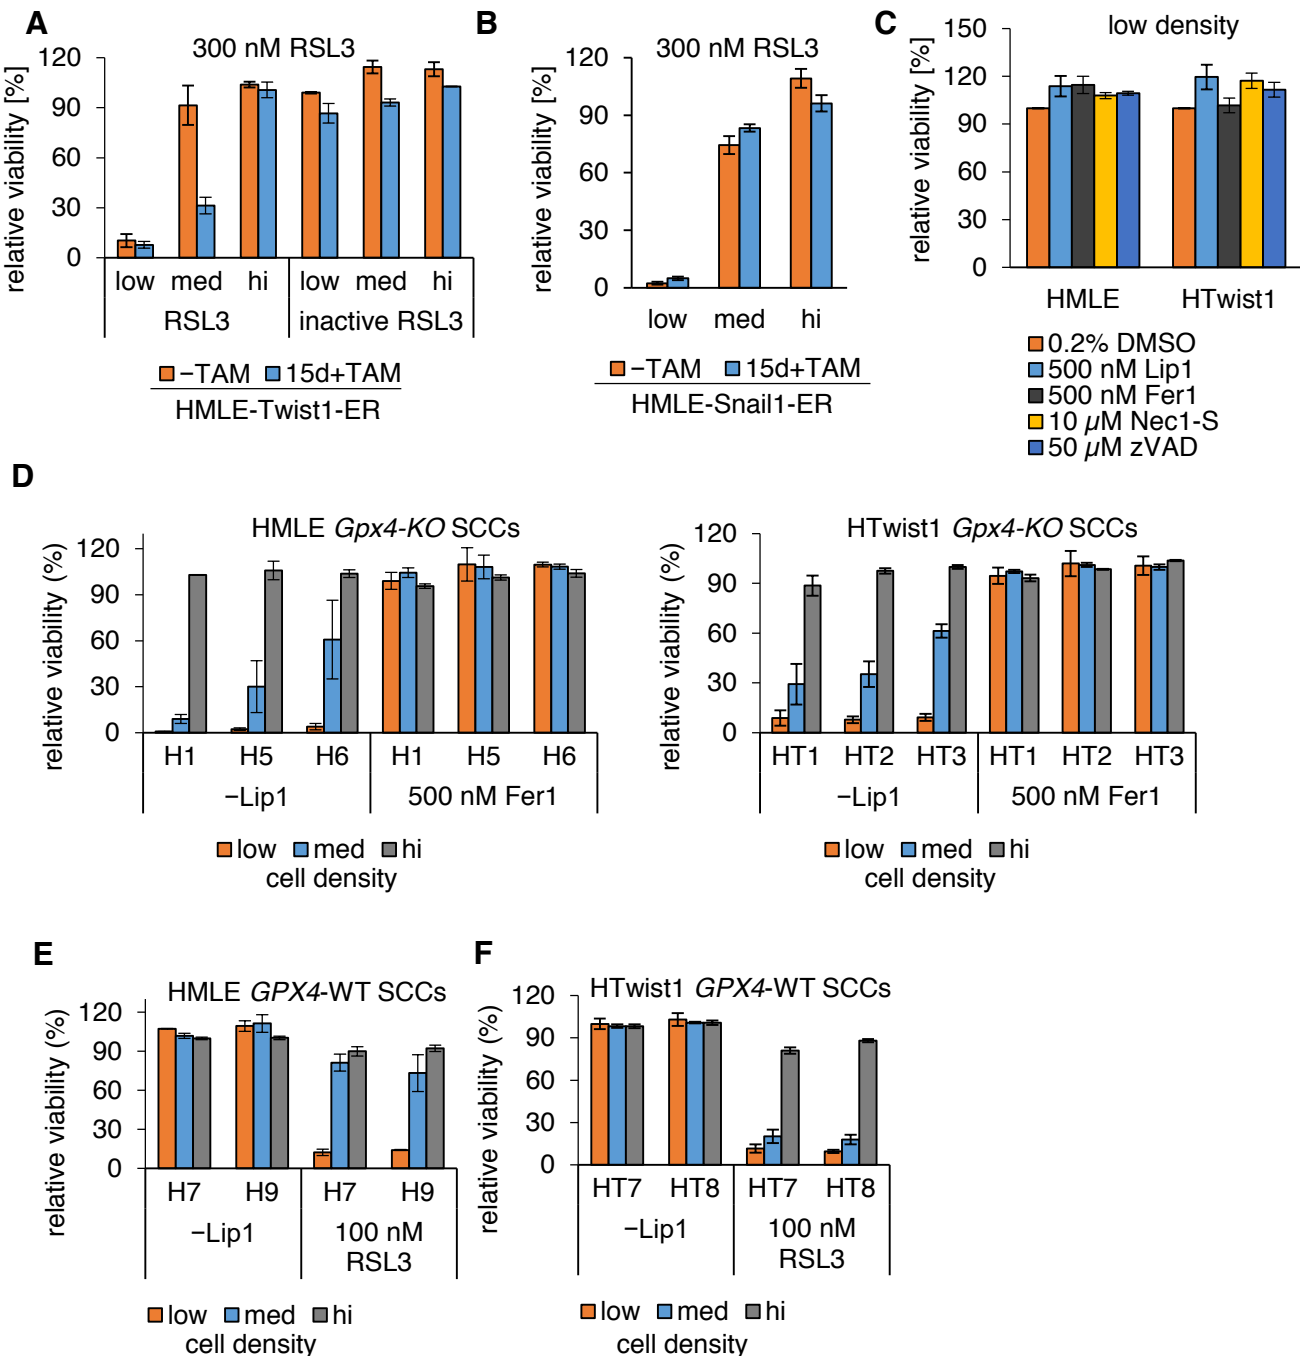 A
300 nM RSL3
relative viability [%]
120
90
60
30
0
low med hi low med hi
RSL3 inactive RSL3
−TAM 15d+TAM
HMLE-Twist1-ER
B
300 nM RSL3
relative viability [%]
120
90
60
30
0
low med hi
−TAM 15d+TAM
HMLE-Snail1-ER
C
low density
relative viability [%]
150
120
90
60
30
0
HMLE HTwist1
0.2% DMSO
500 nM Lip1
500 nM Fer1
10 µM Nec1-S
50 µM zVAD
D
HMLE Gpx4-KO SCCs
relative viability (%)
120
90
60
30
0
H1 H5 H6 H1 H5 H6
−Lip1 500 nM Fer1
low med hi
cell density
HTwist1 Gpx4-KO SCCs
relative viability (%)
120
90
60
30
0
HT1 HT2 HT3 HT1 HT2 HT3
−Lip1 500 nM Fer1
low med hi
cell density
E
HMLE GPX4-WT SCCs
relative viability (%)
120
90
60
30
0
H7 H9 H7 H9
−Lip1 100 nM
RSL3
low med hi
cell density
F
HTwist1 GPX4-WT SCCs
relative viability (%)
120
90
60
30
0
HT7 HT8 HT7 HT8
−Lip1 100 nM
RSL3
low med hi
cell density